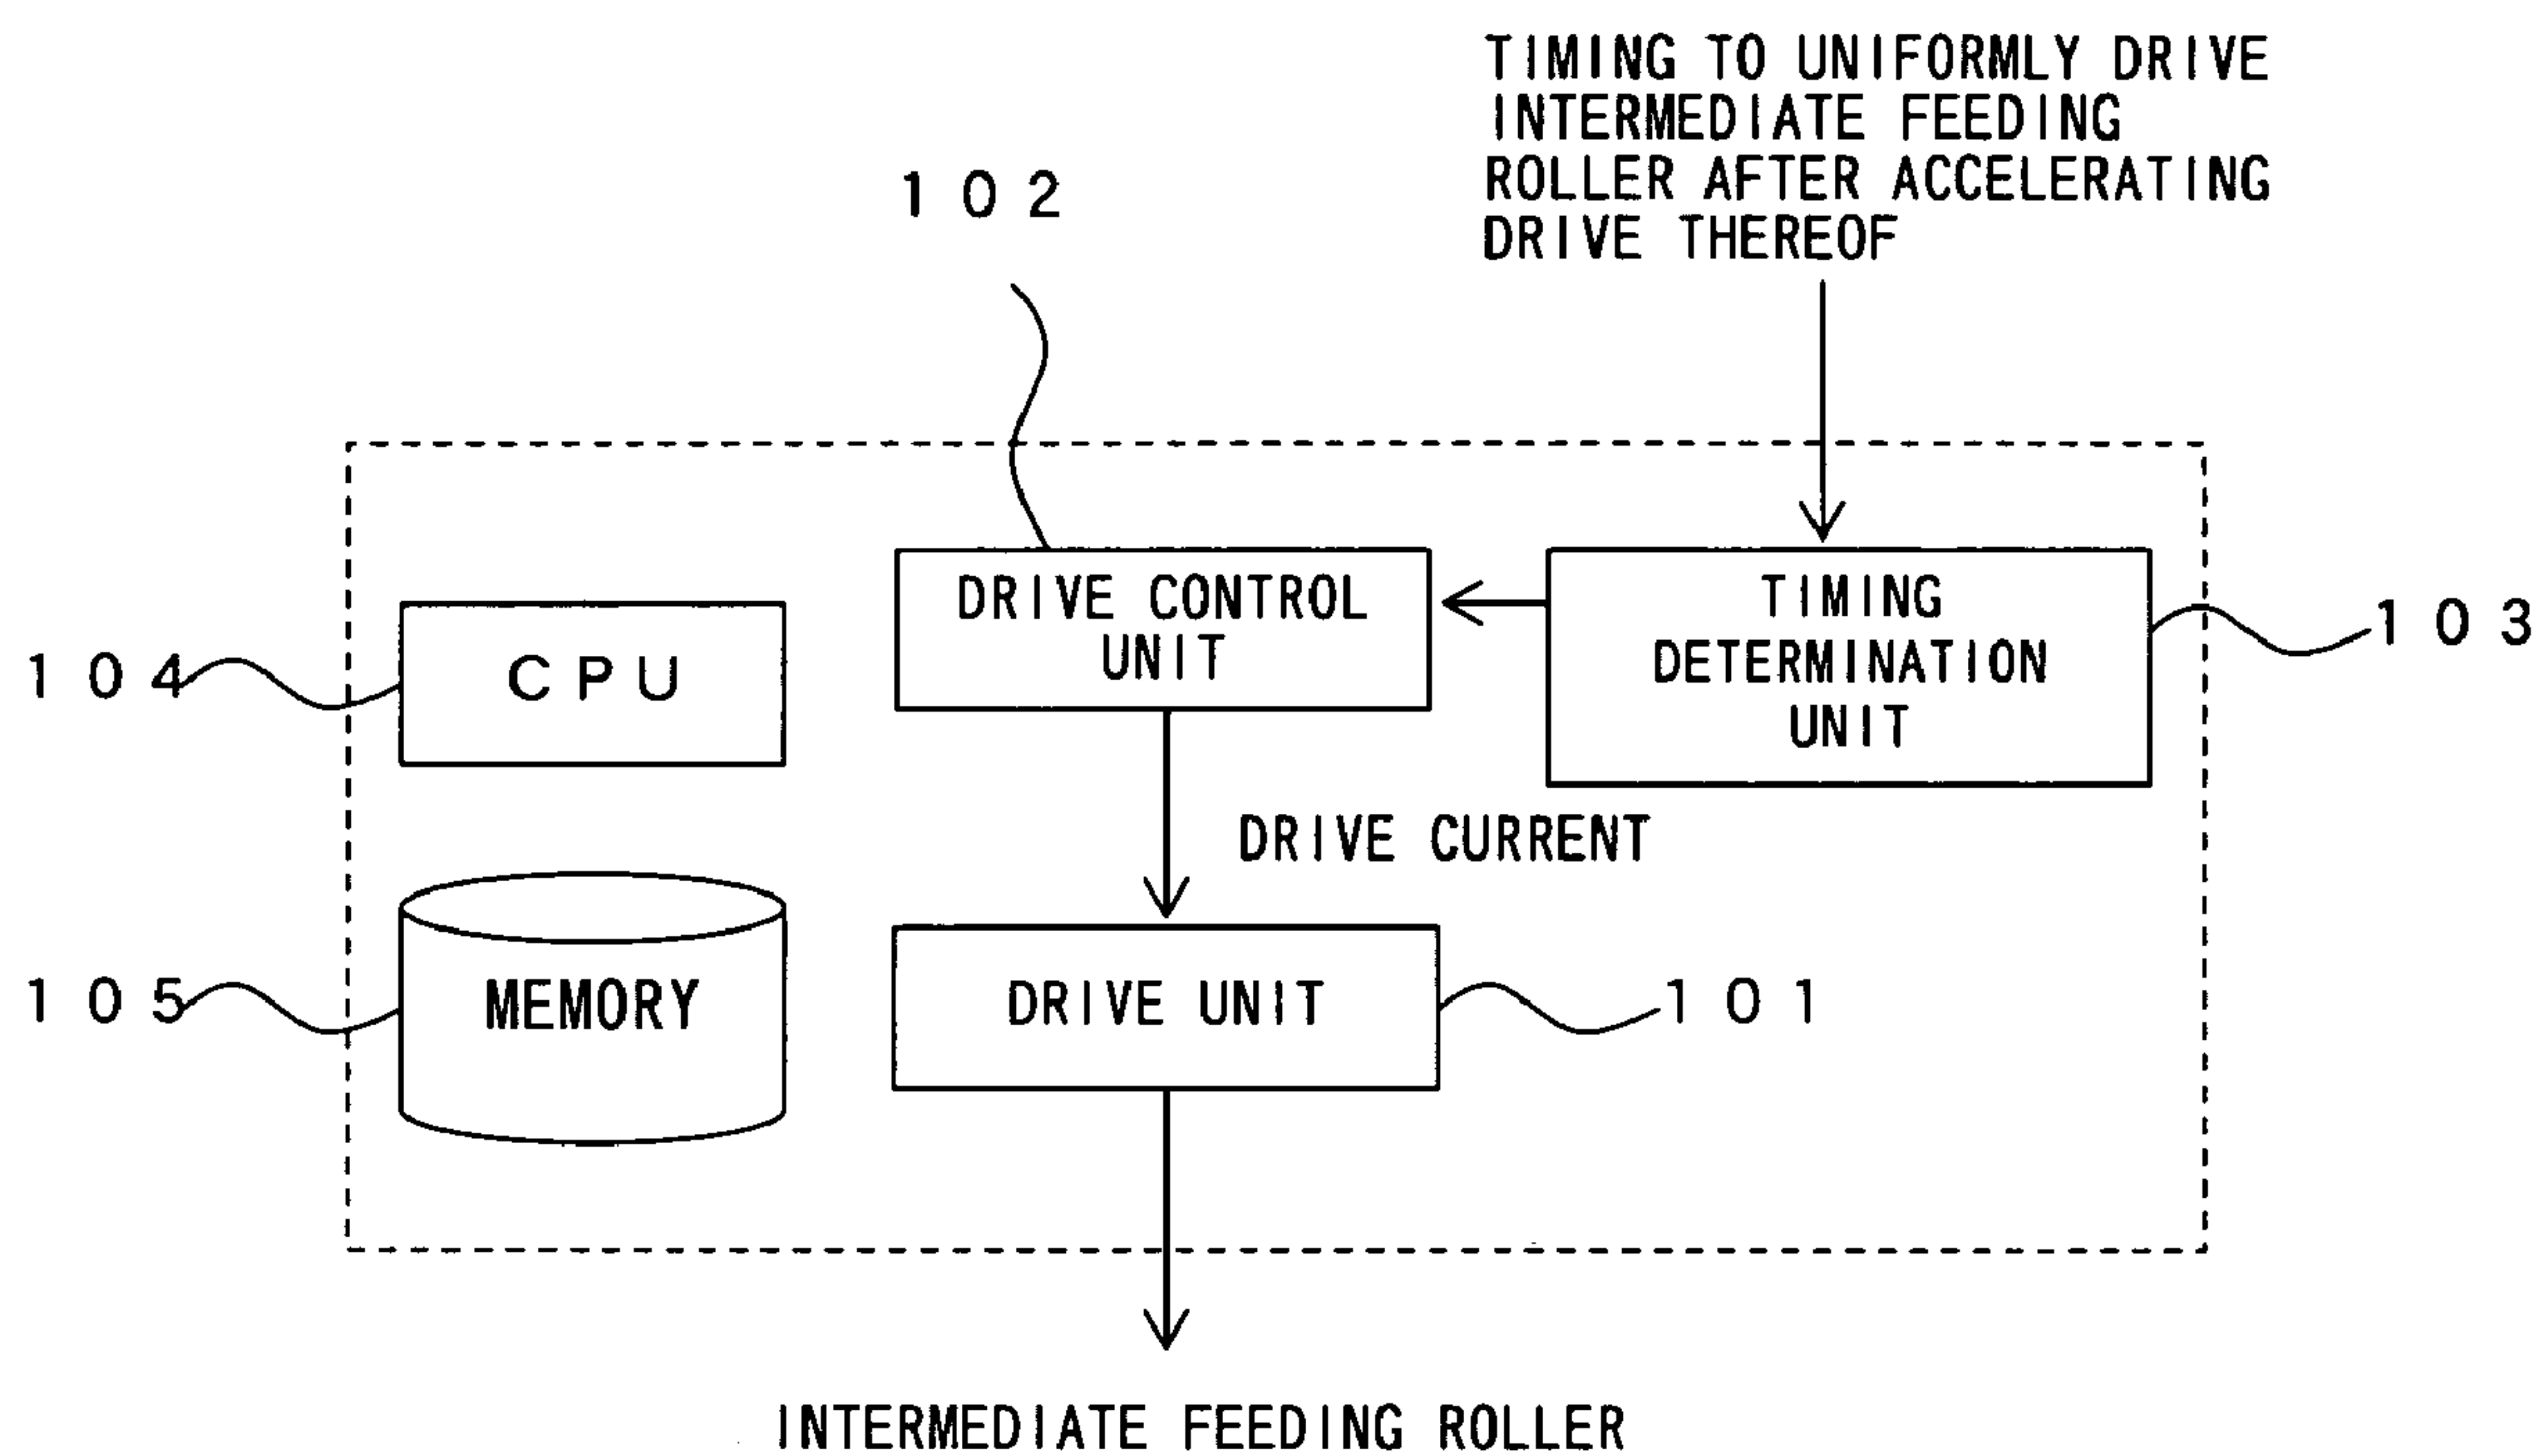 TIMING TO UNIFORMLY DRIVE
INTERMEDIATE FEEDING
ROLLER AFTER ACCELERATING
DRIVE THEREOF
102
DRIVE CONTROL
UNIT
TIMING
DETERMINATION
UNIT
103
104
CPU
DRIVE CURRENT
105
MEMORY
DRIVE UNIT
101
INTERMEDIATE FEEDING ROLLER